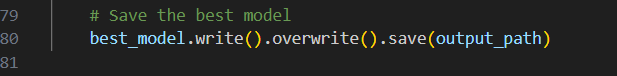 79 # Save the best model
80 best_model.write().overwrite().save(output_path)
81